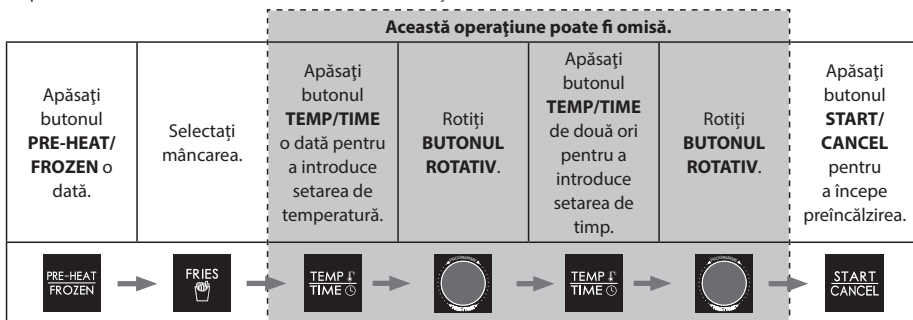 Această operațiune poate fi omisă.
Apăsați
butonul
PRE-HEAT/
FROZEN o
dată.
Selectați
mâncarea.
Apăsați
butonul
TEMP/TIME
o dată pentru
a introduce
setarea de
temperatură.
Rotiți
BUTONUL
ROTATIV.
Apăsați
butonul
TEMP/TIME
de două ori
pentru a
introduce
setarea de
timp.
Rotiți
BUTONUL
ROTATIV.
Apăsați
butonul
START/
CANCEL
pentru
a începe
preîncălzirea.
PRE-HEAT
FROZEN
FRIES
TEMP
TIME
TEMP
TIME
START
CANCEL